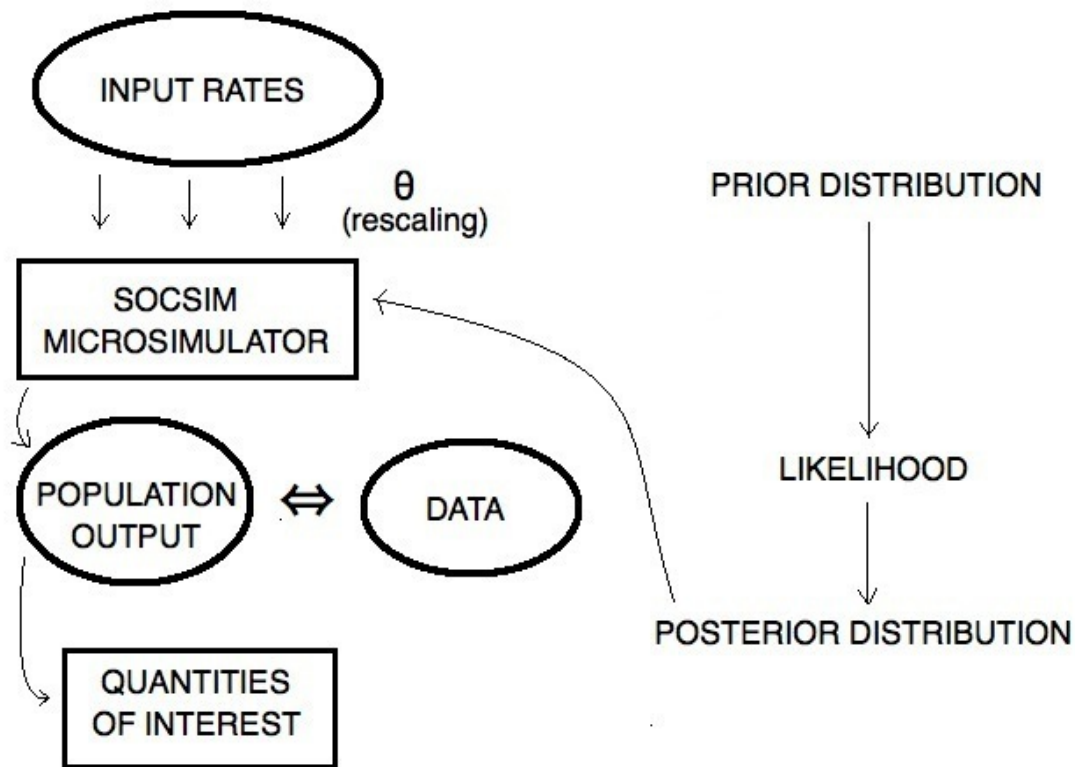 INPUT RATES
θ
(rescaling)
PRIOR DISTRIBUTION
SOCSIM
MICROSIMULATOR
LIKELIHOOD
POPULATION
OUTPUT
⇔
DATA
POSTERIOR DISTRIBUTION
QUANTITIES
OF INTEREST